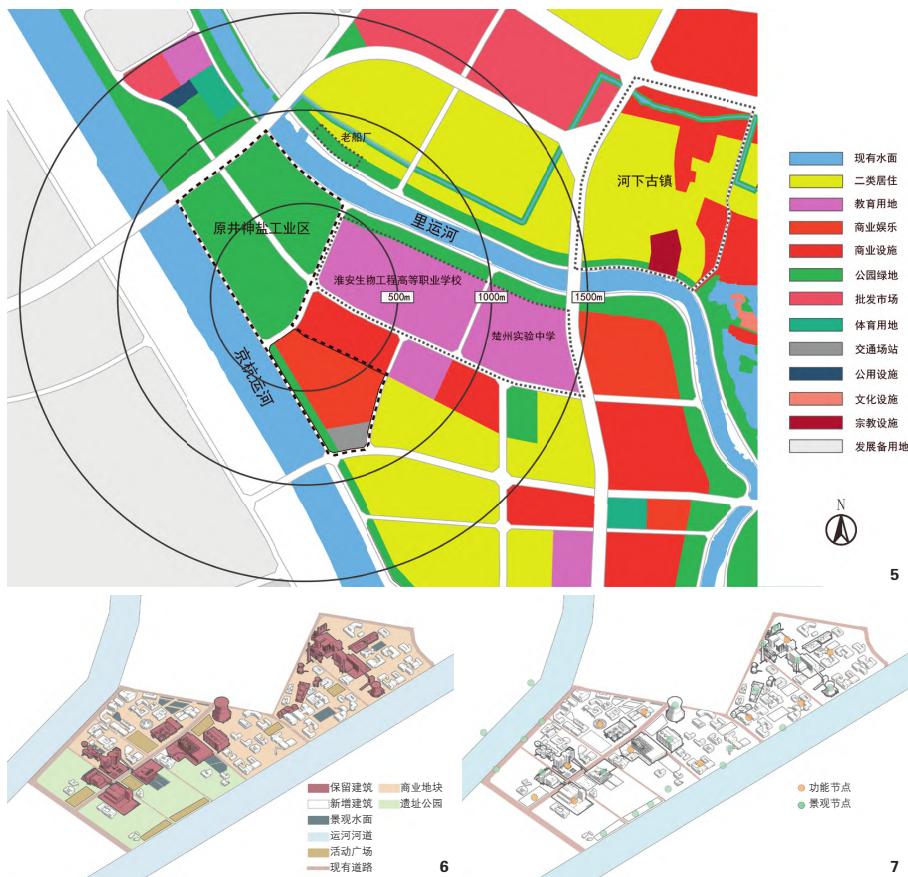 老船厂
河下古镇
里运河
原井神盐工业区
淮安生物工程高等职业学校
500m
1000m
1500m
楚州实验中学
京杭运河
现有水面
二类居住
教育用地
商业娱乐
商业设施
公园绿地
批发市场
体育用地
交通场站
公用设施
文化设施
宗教设施
发展备用地
N
5
保留建筑
商业地块
新增建筑
遗址公园
景观水面
运河河道
活动广场
现有道路
6
功能节点
景观节点
7